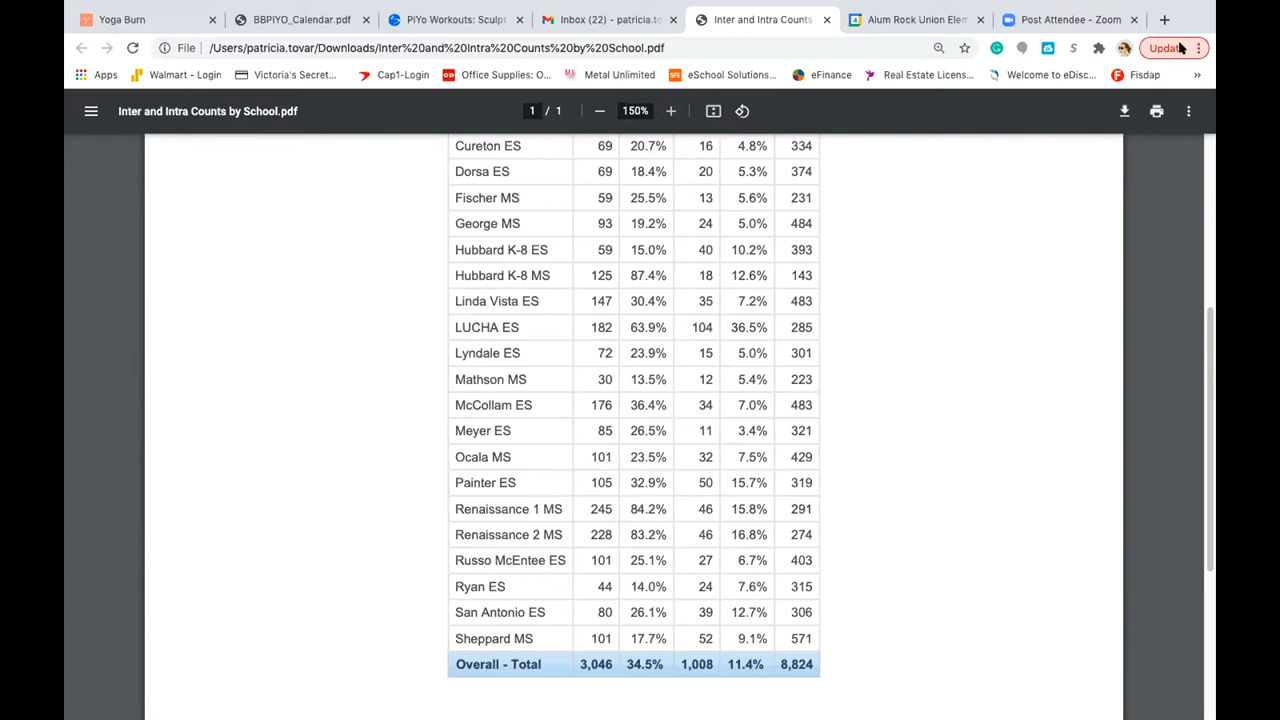 Yoga Burn
BBPIYO_Calendar.pdf
PiYo Workouts: Sculpt
Inbox (22) - patricia.to
Inter and Intra Counts
Alum Rock Union Elem
Post Attendee - Zoom
File /Users/patricia.tovar/Downloads/Inter%20and%20Intra%20Counts%20by%20School.pdf
Update
Apps
Walmart - Login
Victoria's Secret...
Cap1-Login
Office Supplies: O...
Metal Unlimited
eSchool Solutions...
eFinance
Real Estate Licens...
Welcome to eDisc...
Fisdap
»
Inter and Intra Counts by School.pdf
1 / 1
150%
Cureton ES 69 20.7% 16 4.8% 334
Dorsa ES 69 18.4% 20 5.3% 374
Fischer MS 59 25.5% 13 5.6% 231
George MS 93 19.2% 24 5.0% 484
Hubbard K-8 ES 59 15.0% 40 10.2% 393
Hubbard K-8 MS 125 87.4% 18 12.6% 143
Linda Vista ES 147 30.4% 35 7.2% 483
LUCHA ES 182 63.9% 104 36.5% 285
Lyndale ES 72 23.9% 15 5.0% 301
Mathson MS 30 13.5% 12 5.4% 223
McCollam ES 176 36.4% 34 7.0% 483
Meyer ES 85 26.5% 11 3.4% 321
Ocala MS 101 23.5% 32 7.5% 429
Painter ES 105 32.9% 50 15.7% 319
Renaissance 1 MS 245 84.2% 46 15.8% 291
Renaissance 2 MS 228 83.2% 46 16.8% 274
Russo McEntee ES 101 25.1% 27 6.7% 403
Ryan ES 44 14.0% 24 7.6% 315
San Antonio ES 80 26.1% 39 12.7% 306
Sheppard MS 101 17.7% 52 9.1% 571
Overall - Total 3,046 34.5% 1,008 11.4% 8,824